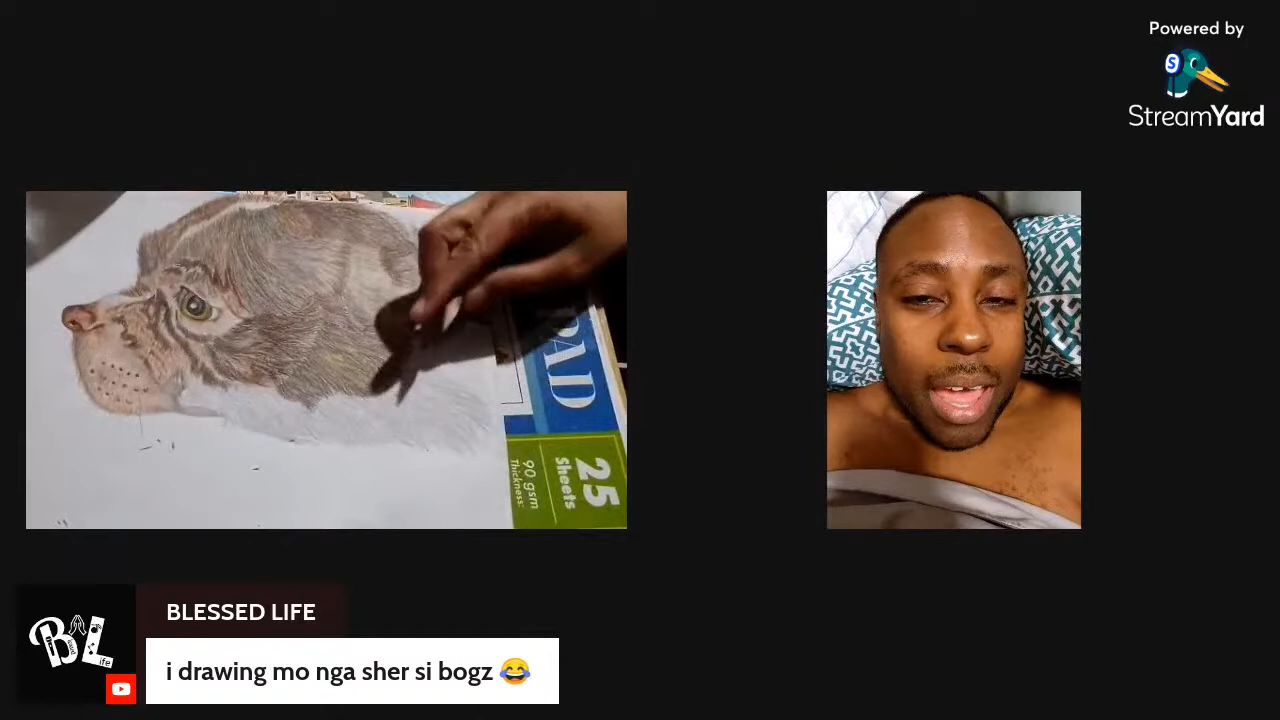 Powered by
StreamYard
PAD
25
Sheets
90 gsm
Thickness:
BLESSED LIFE
i drawing mo nga sher si bogz 😂